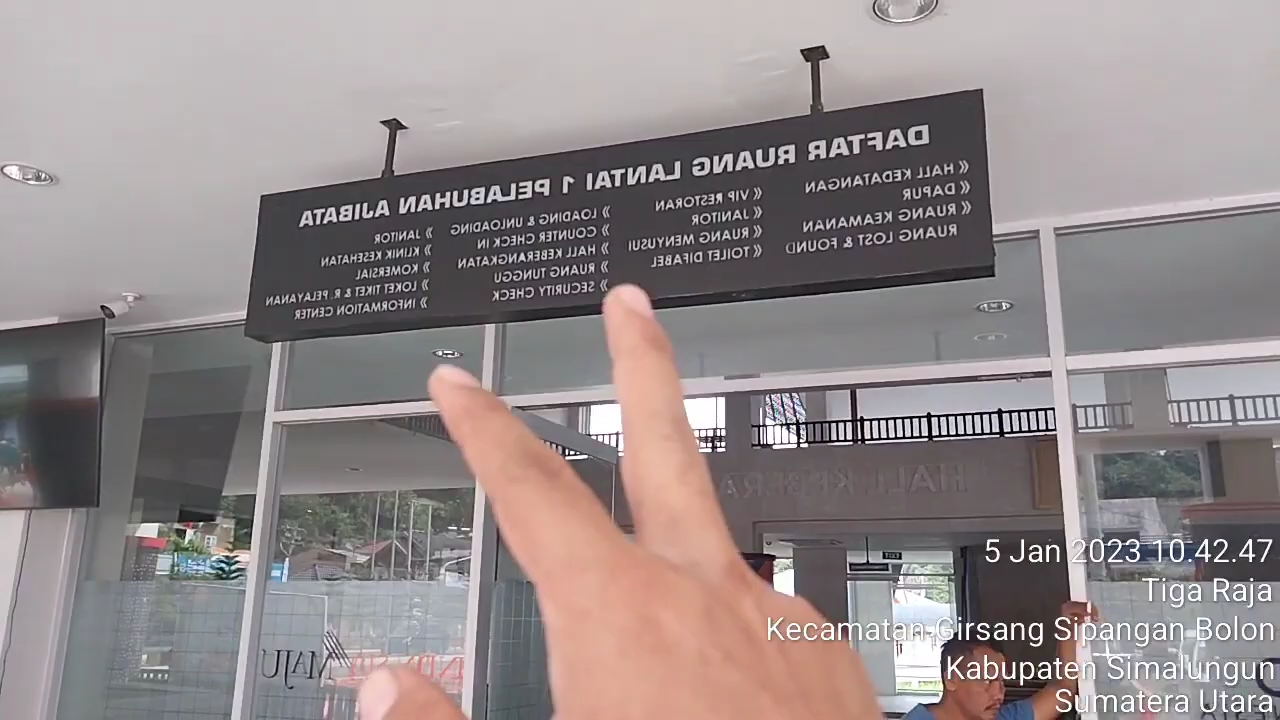 DAFTAR RUANG LANTAI 1 PELABUHAN AJIBATA
HALL KEDATANGAN
DAPUR
RUANG KEAMANAN
RUANG LOST & FOUND
VIP RESTORAN
JANITOR
RUANG MENYUSUI
TOILET DIFABEL
LOADING & UNLOADING
COUNTER CHECK IN
HALL KEBERANGKATAN
RUANG TUNGGU
SECURITY CHECK
JANITOR
KLINIK KESEHATAN
KOMERSIAL
LOKET TIKET & R. PELAYANAN
INFORMATION CENTER
HALL KEBERA
EXIT
MAJU
5 Jan 2023 10.42.47
Tiga Raja
Kecamatan Girsang Sipangan Bolon
Kabupaten Simalungun
Sumatera Utara